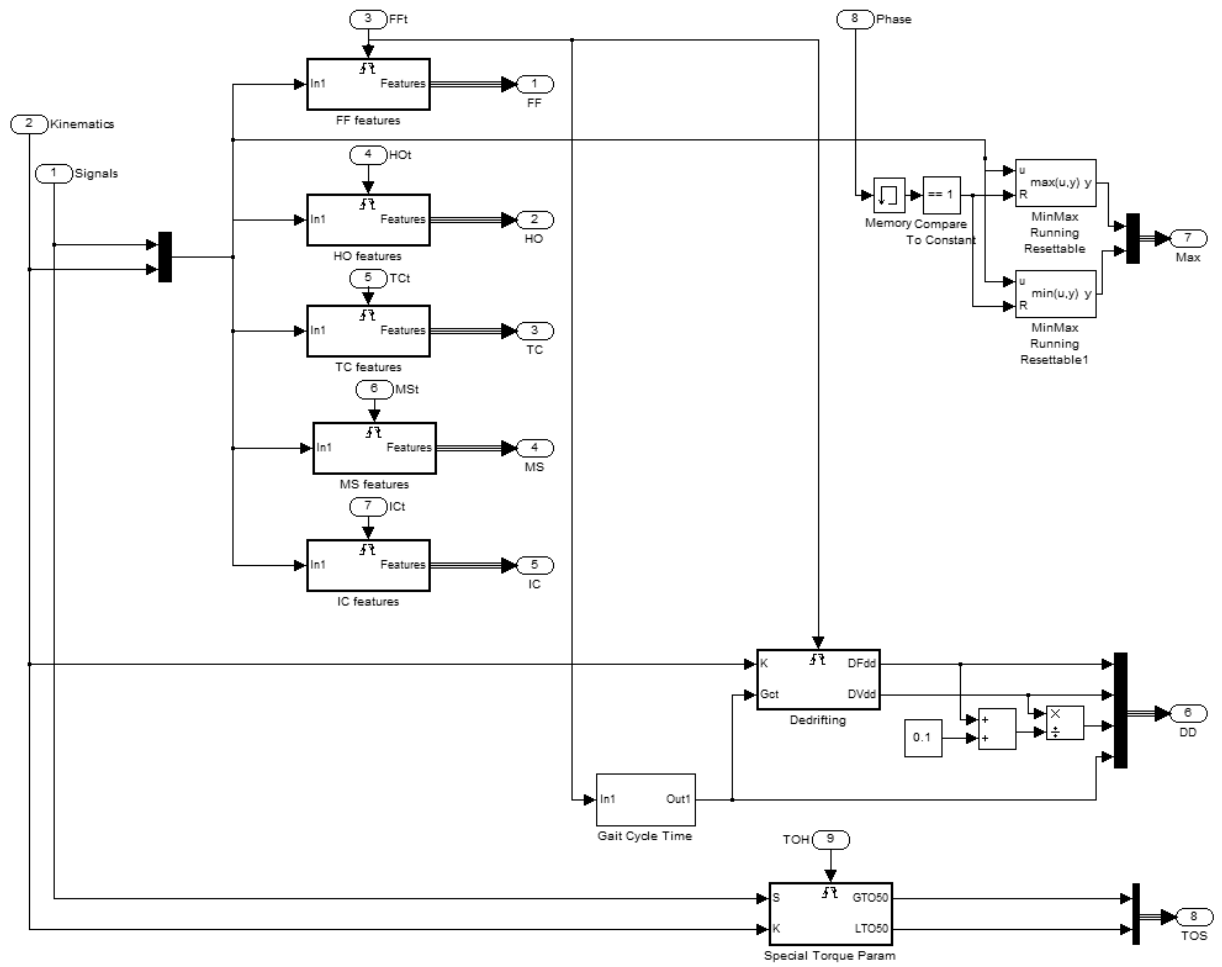 3 FFt
8 Phase
In1 Features
FF features
1
FF
2 Kinematics
1 Signals
4 HOt
In1 Features
HO features
2
HO
5 TCt
In1 Features
TC features
3
TC
6 MSt
In1 Features
MS features
4
MS
7 ICt
In1 Features
IC features
5
IC
Memory
== 1
Compare
To Constant
u
R
max(u,y) y
MinMax
Running
Resettable
u
R
min(u,y) y
MinMax
Running
Resettable1
7
Max
K DFdd
Gct DVdd
Dedrifting
0.1
+
+
×
÷
6
DD
In1 Out1
Gait Cycle Time
TOH 9
S GTO50
K LTO50
Special Torque Param
8
TOS